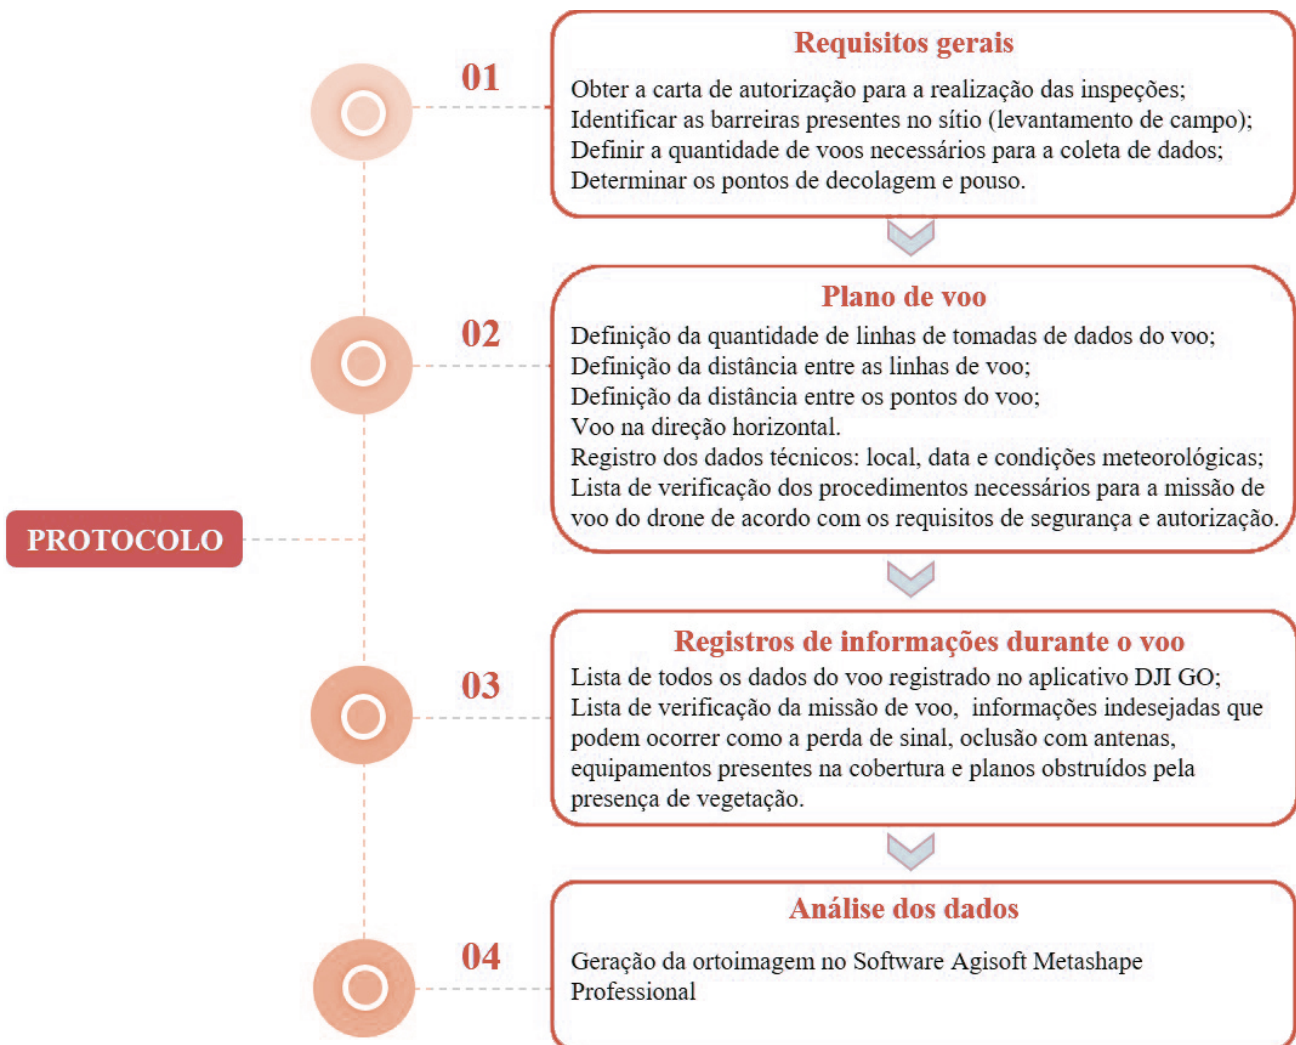 PROTOCOLO
01
Requisitos gerais
Obter a carta de autorização para a realização das inspeções;
Identificar as barreiras presentes no sítio (levantamento de campo);
Definir a quantidade de voos necessários para a coleta de dados;
Determinar os pontos de decolagem e pouso.
02
Plano de voo
Definição da quantidade de linhas de tomadas de dados do voo;
Definição da distância entre as linhas de voo;
Definição da distância entre os pontos do voo;
Voo na direção horizontal.
Registro dos dados técnicos: local, data e condições meteorológicas;
Lista de verificação dos procedimentos necessários para a missão de
voo do drone de acordo com os requisitos de segurança e autorização.
03
Registros de informações durante o voo
Lista de todos os dados do voo registrado no aplicativo DJI GO;
Lista de verificação da missão de voo, informações indesejadas que
podem ocorrer como a perda de sinal, oclusão com antenas,
equipamentos presentes na cobertura e planos obstruídos pela
presença de vegetação.
04
Análise dos dados
Geração da ortoimagem no Software Agisoft Metashape
Professional